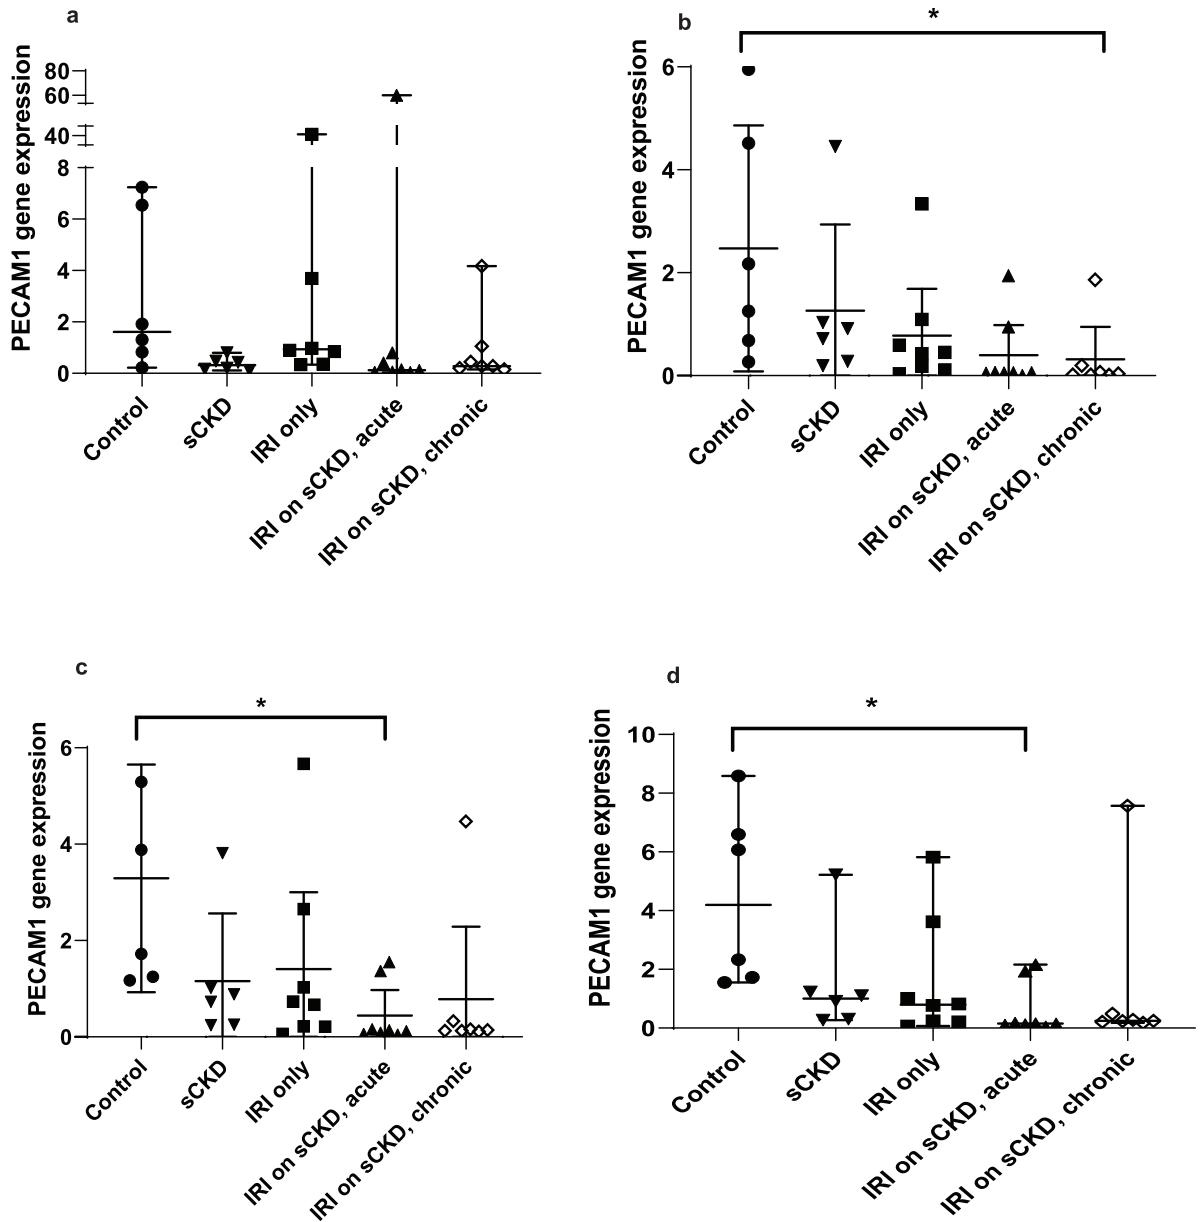 a
PECAM1 gene expression
80
60
40
8
6
4
2
0
Control
sCKD
IRI only
IRI on sCKD, acute
IRI on sCKD, chronic
b
*
PECAM1 gene expression
6
4
2
0
Control
sCKD
IRI only
IRI on sCKD, acute
IRI on sCKD, chronic
c
*
PECAM1 gene expression
6
4
2
0
Control
sCKD
IRI only
IRI on sCKD, acute
IRI on sCKD, chronic
d
*
PECAM1 gene expression
10
8
6
4
2
0
Control
sCKD
IRI only
IRI on sCKD, acute
IRI on sCKD, chronic